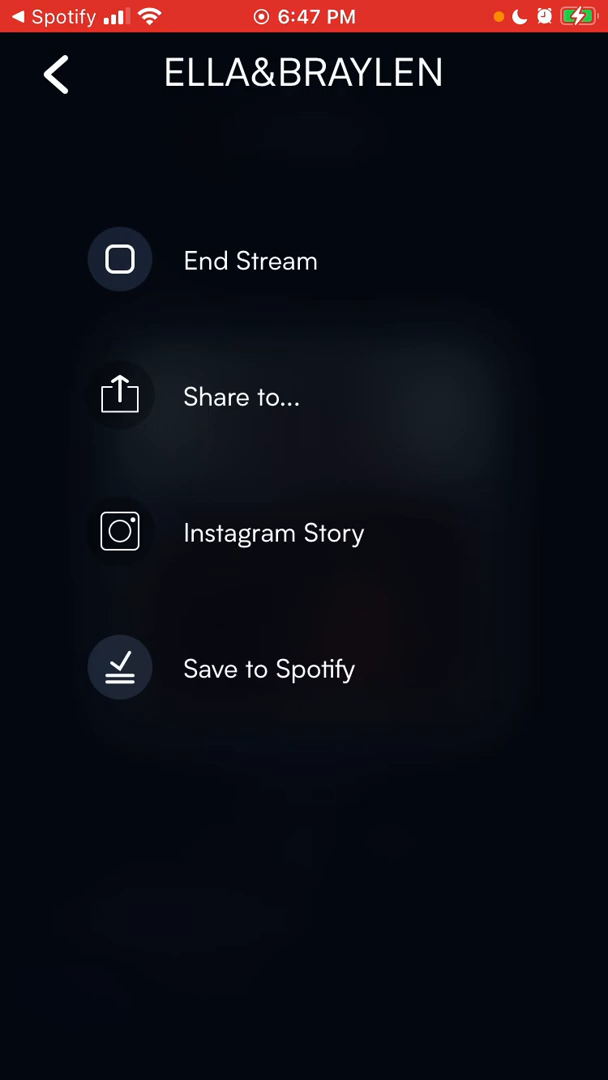 Spotify
6:47 PM
ELLA&BRAYLEN
End Stream
Share to...
Instagram Story
Save to Spotify